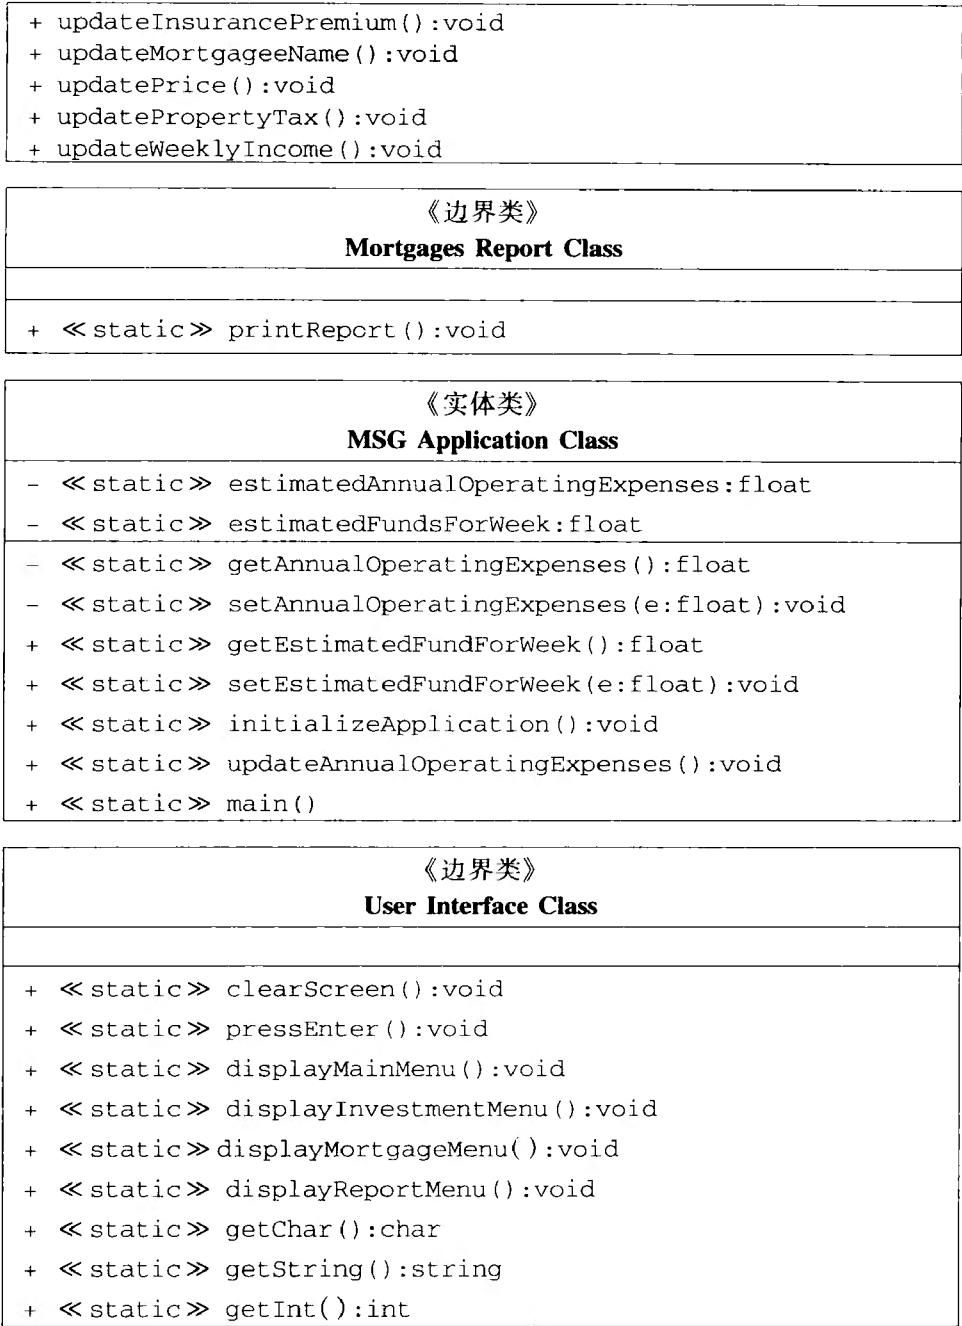 + updateInsurancePremium():void
+ updateMortgageeName():void
+ updatePrice():void
+ updatePropertyTax():void
+ updateWeeklyIncome():void
《边界类》
Mortgages Report Class
+ ≪static≫ printReport():void
《实体类》
MSG Application Class
- ≪static≫ estimatedAnnualOperatingExpenses:float
- ≪static≫ estimatedFundsForWeek:float
- ≪static≫ getAnnualOperatingExpenses():float
- ≪static≫ setAnnualOperatingExpenses(e:float):void
+ ≪static≫ getEstimatedFundForWeek():float
+ ≪static≫ setEstimatedFundForWeek(e:float):void
+ ≪static≫ initializeApplication():void
+ ≪static≫ updateAnnualOperatingExpenses():void
+ ≪static≫ main()
《边界类》
User Interface Class
+ ≪static≫ clearScreen():void
+ ≪static≫ pressEnter():void
+ ≪static≫ displayMainMenu():void
+ ≪static≫ displayInvestmentMenu():void
+ ≪static≫displayMortgageMenu():void
+ ≪static≫ displayReportMenu():void
+ ≪static≫ getChar():char
+ ≪static≫ getString():string
+ ≪static≫ getInt():int